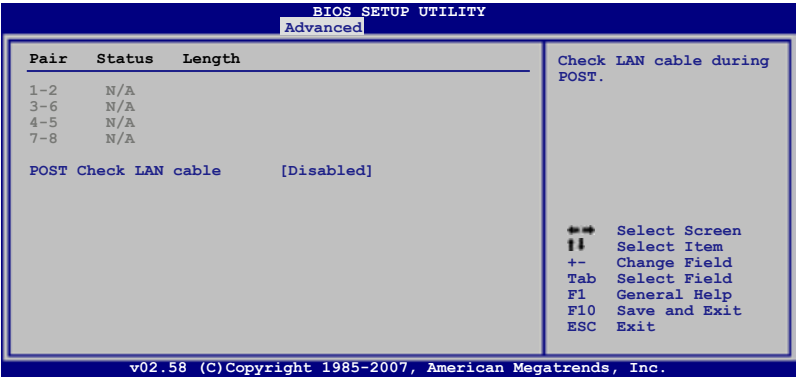 BIOS SETUP UTILITY
Advanced
Pair Status Length
1-2 N/A
3-6 N/A
4-5 N/A
7-8 N/A
POST Check LAN cable [Disabled]
Check LAN cable during
POST.
←→ Select Screen
↑↓ Select Item
+- Change Field
Tab Select Field
F1 General Help
F10 Save and Exit
ESC Exit
v02.58 (C)Copyright 1985-2007, American Megatrends, Inc.